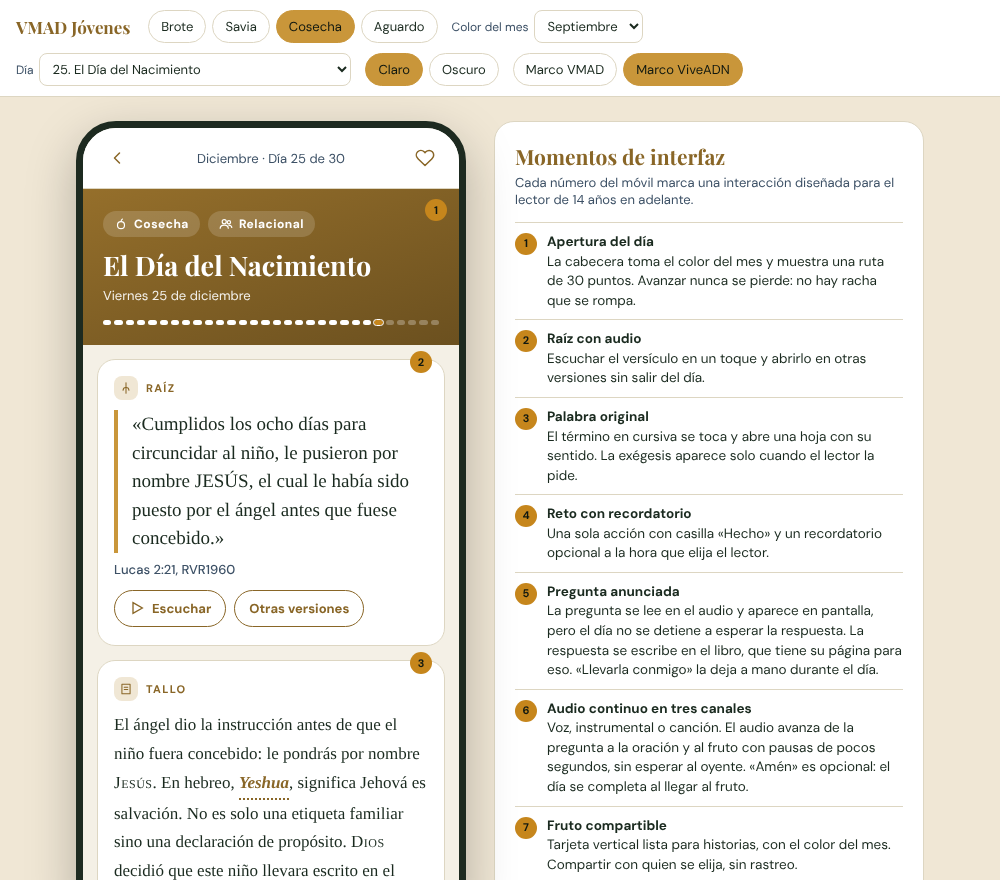 VMAD Jóvenes
Brote
Savia
Cosecha
Aguardo
Color del mes
Septiembre
Día
25. El Día del Nacimiento
Claro
Oscuro
Marco VMAD
Marco ViveADN
Diciembre · Día 25 de 30
1
Cosecha
Relacional
El Día del Nacimiento
Viernes 25 de diciembre
2
RAÍZ
«Cumplidos los ocho días para
circuncidar al niño, le pusieron por
nombre JESÚS, el cual le había sido
puesto por el ángel antes que fuese
concebido.»
Lucas 2:21, RVR1960
Escuchar
Otras versiones
3
TALLO
El ángel dio la instrucción antes de que el
niño fuera concebido: le pondrás por nombre
Jesús. En hebreo, Yeshua, significa Jehová es
salvación. No es solo una etiqueta familiar
sino una declaración de propósito. Dios
decidió que este niño llevara escrito en el
Momentos de interfaz
Cada número del móvil marca una interacción diseñada para el
lector de 14 años en adelante.
1
Apertura del día
La cabecera toma el color del mes y muestra una ruta
de 30 puntos. Avanzar nunca se pierde: no hay racha
que se rompa.
2
Raíz con audio
Escuchar el versículo en un toque y abrirlo en otras
versiones sin salir del día.
3
Palabra original
El término en cursiva se toca y abre una hoja con su
sentido. La exégesis aparece solo cuando el lector la
pide.
4
Reto con recordatorio
Una sola acción con casilla «Hecho» y un recordatorio
opcional a la hora que elija el lector.
5
Pregunta anunciada
La pregunta se lee en el audio y aparece en pantalla,
pero el día no se detiene a esperar la respuesta. La
respuesta se escribe en el libro, que tiene su página para
eso. «Llevarla conmigo» la deja a mano durante el día.
6
Audio continuo en tres canales
Voz, instrumental o canción. El audio avanza de la
pregunta a la oración y al fruto con pausas de pocos
segundos, sin esperar al oyente. «Amén» es opcional: el
día se completa al llegar al fruto.
7
Fruto compartible
Tarjeta vertical lista para historias, con el color del mes.
Compartir con quien se elija, sin rastreo.